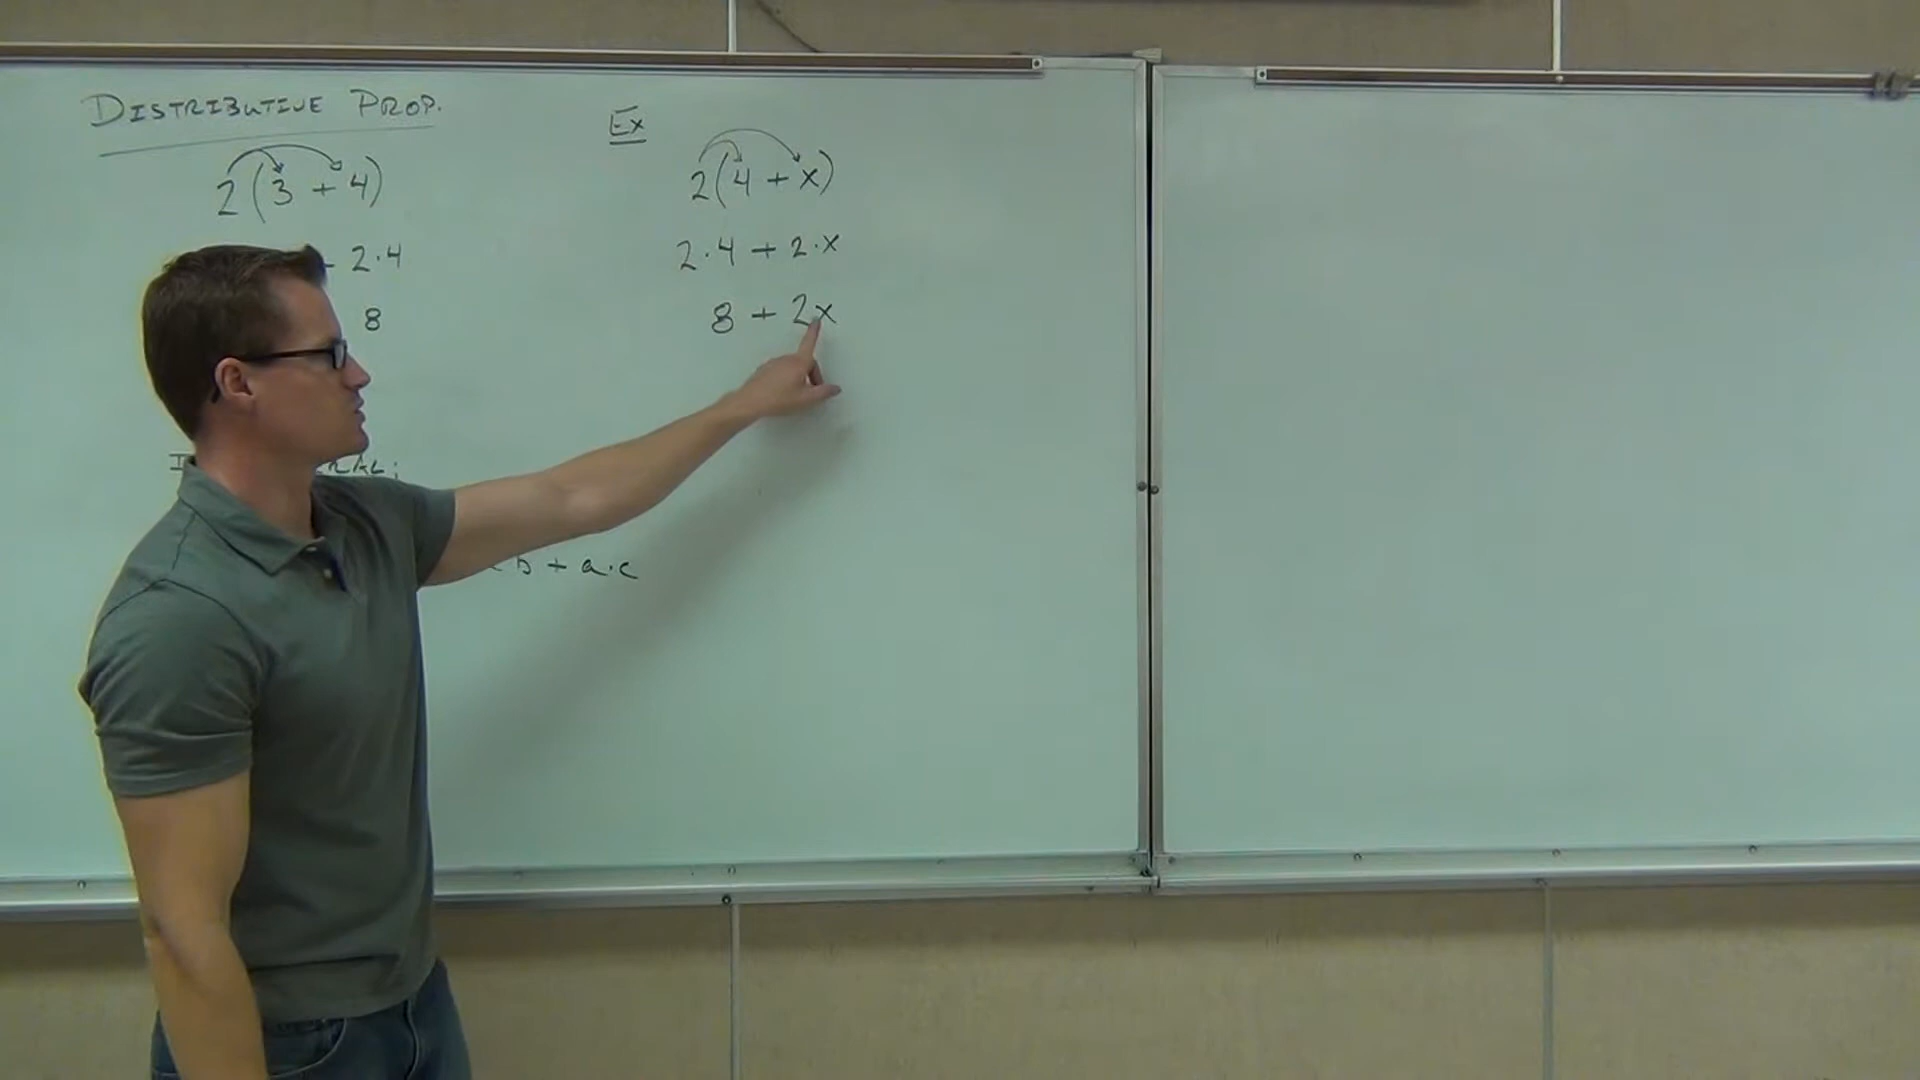 DISTRIBUTIVE PROP.
2(3 + 4)
2·4
8
+ a·c
Ex
2(4 + x)
2·4 + 2·x
8 + 2x